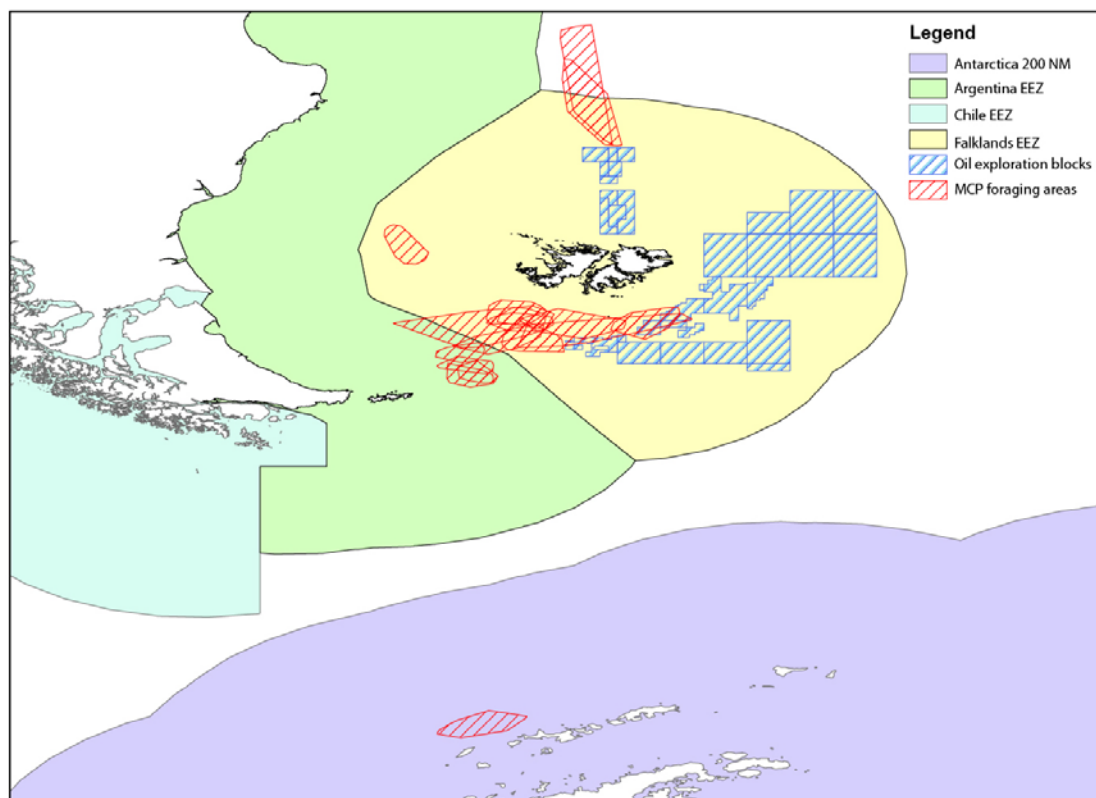 Legend
Antarctica 200 NM
Argentina EEZ
Chile EEZ
Falklands EEZ
Oil exploration blocks
MCP foraging areas